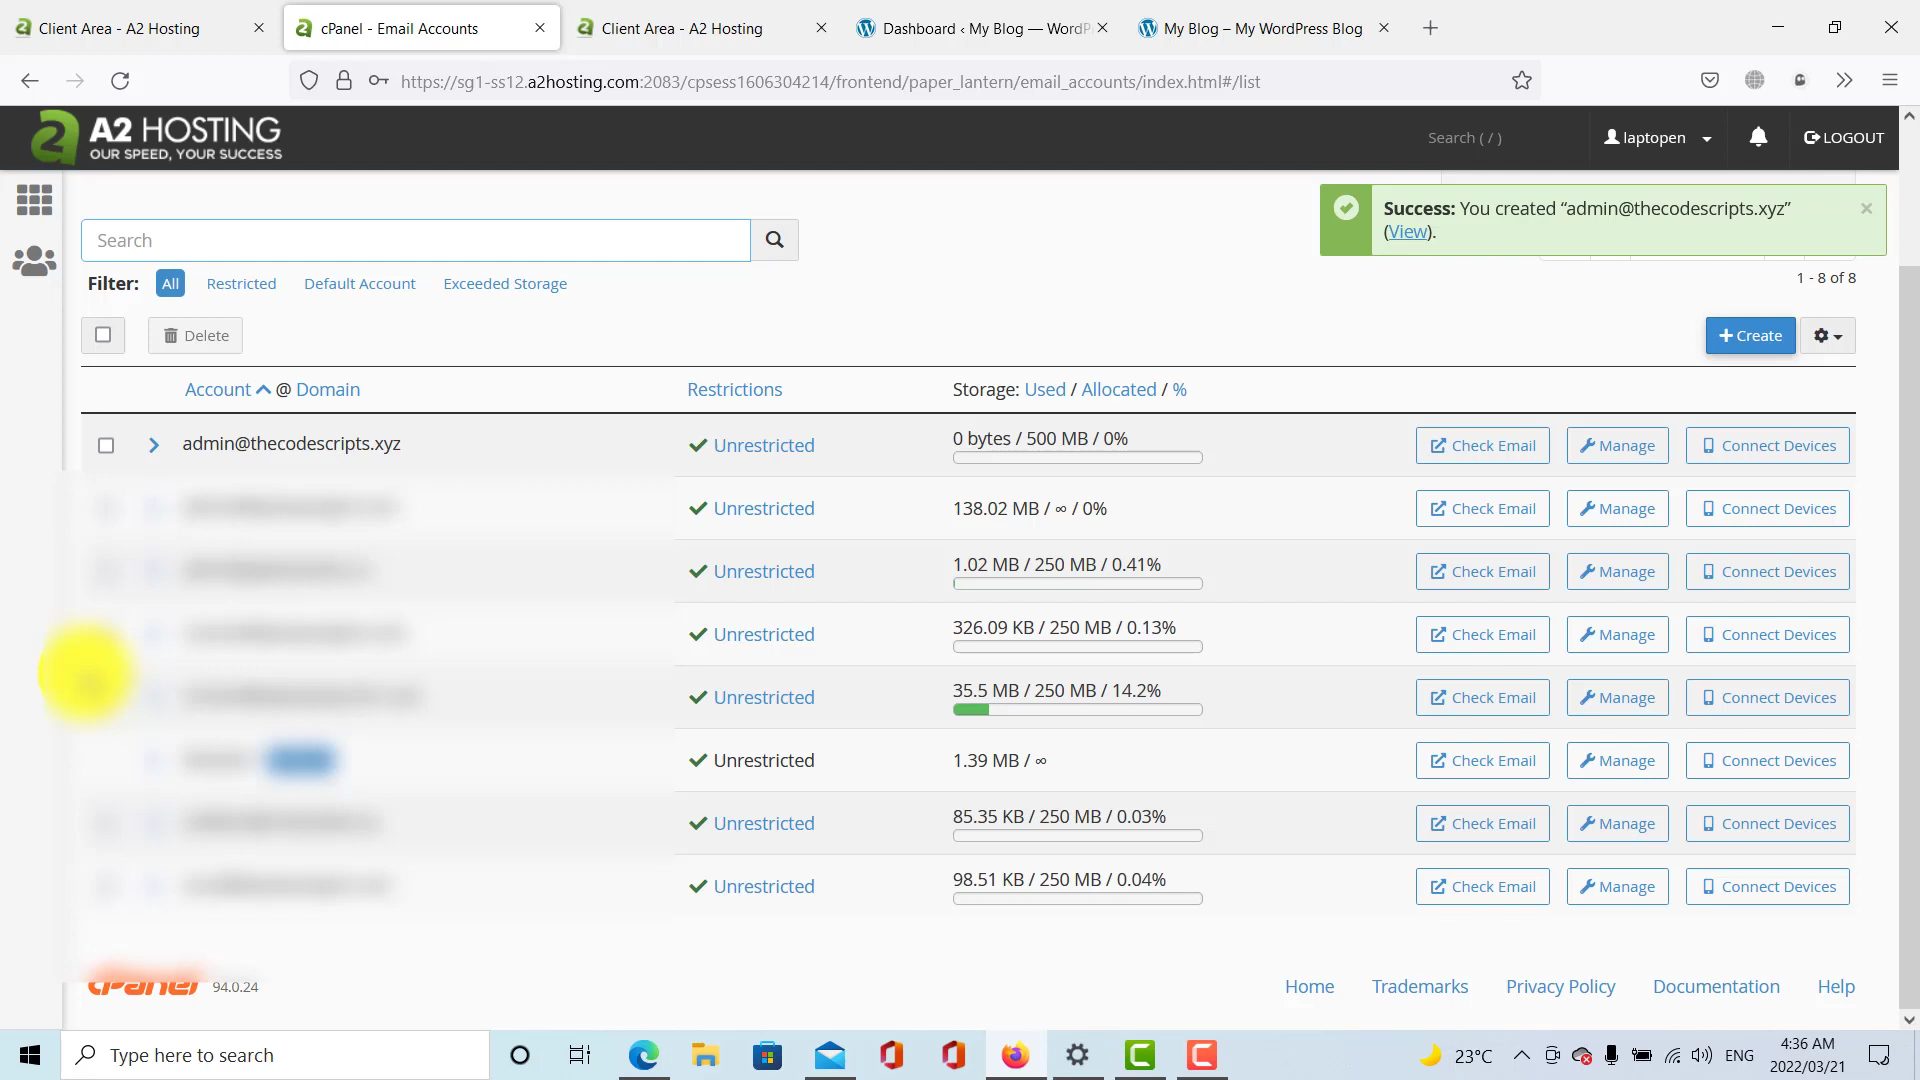 Client Area - A2 Hosting
cPanel - Email Accounts
Client Area - A2 Hosting
Dashboard ‹ My Blog — WordP
My Blog – My WordPress Blog
https://sg1-ss12.a2hosting.com:2083/cpsess1606304214/frontend/paper_lantern/email_accounts/index.html#/list
A2 HOSTING
OUR SPEED, YOUR SUCCESS
Search ( / )
laptopen
LOGOUT
Success: You created “admin@thecodescripts.xyz”
(View).
Search
Filter: All Restricted Default Account Exceeded Storage
1 - 8 of 8
Delete
Create
Account @ Domain Restrictions Storage: Used / Allocated / %
admin@thecodescripts.xyz Unrestricted 0 bytes / 500 MB / 0% Check Email Manage Connect Devices
Unrestricted 138.02 MB / ∞ / 0% Check Email Manage Connect Devices
Unrestricted 1.02 MB / 250 MB / 0.41% Check Email Manage Connect Devices
Unrestricted 326.09 KB / 250 MB / 0.13% Check Email Manage Connect Devices
Unrestricted 35.5 MB / 250 MB / 14.2% Check Email Manage Connect Devices
Unrestricted 1.39 MB / ∞ Check Email Manage Connect Devices
Unrestricted 85.35 KB / 250 MB / 0.03% Check Email Manage Connect Devices
Unrestricted 98.51 KB / 250 MB / 0.04% Check Email Manage Connect Devices
cPanel 94.0.24
Home Trademarks Privacy Policy Documentation Help
Type here to search
23°C
ENG
4:36 AM
2022/03/21